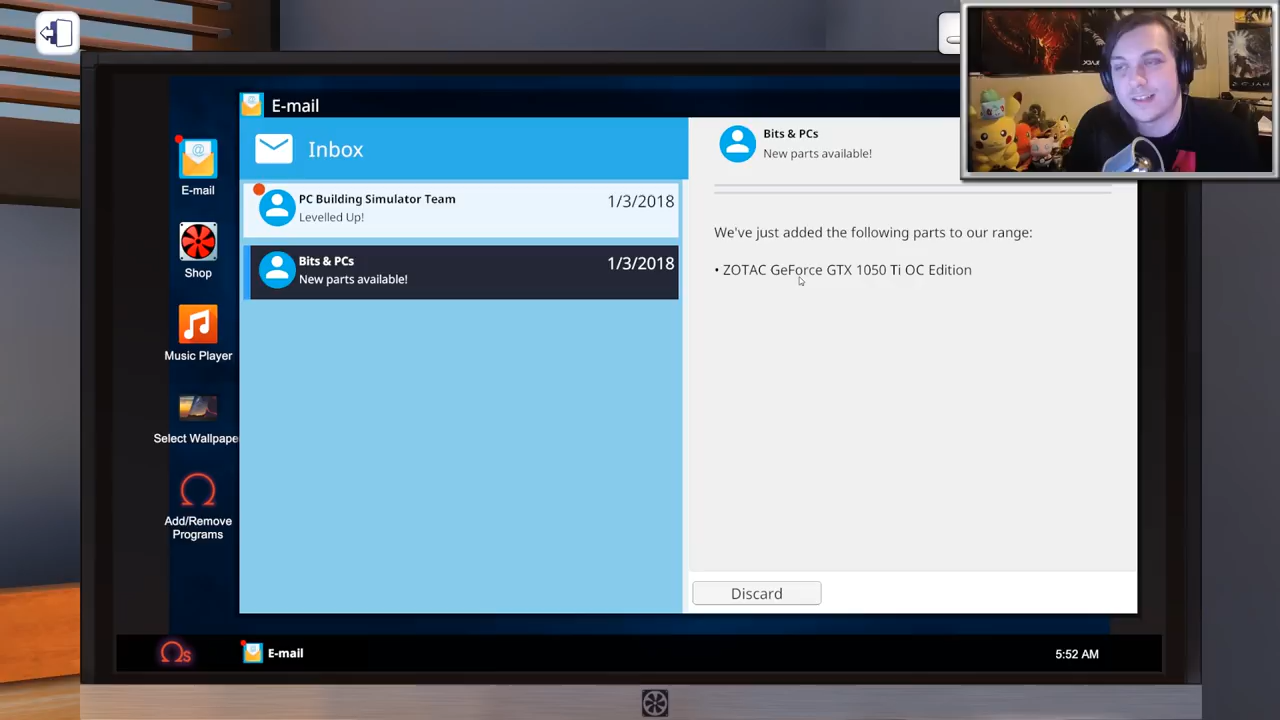 E-mail
Inbox
PC Building Simulator Team
1/3/2018
Levelled Up!
Bits & PCs
1/3/2018
New parts available!
Bits & PCs
New parts available!
We've just added the following parts to our range:
• ZOTAC GeForce GTX 1050 Ti OC Edition
Discard
E-mail
Shop
Music Player
Select Wallpape
Add/Remove
Programs
E-mail
5:52 AM